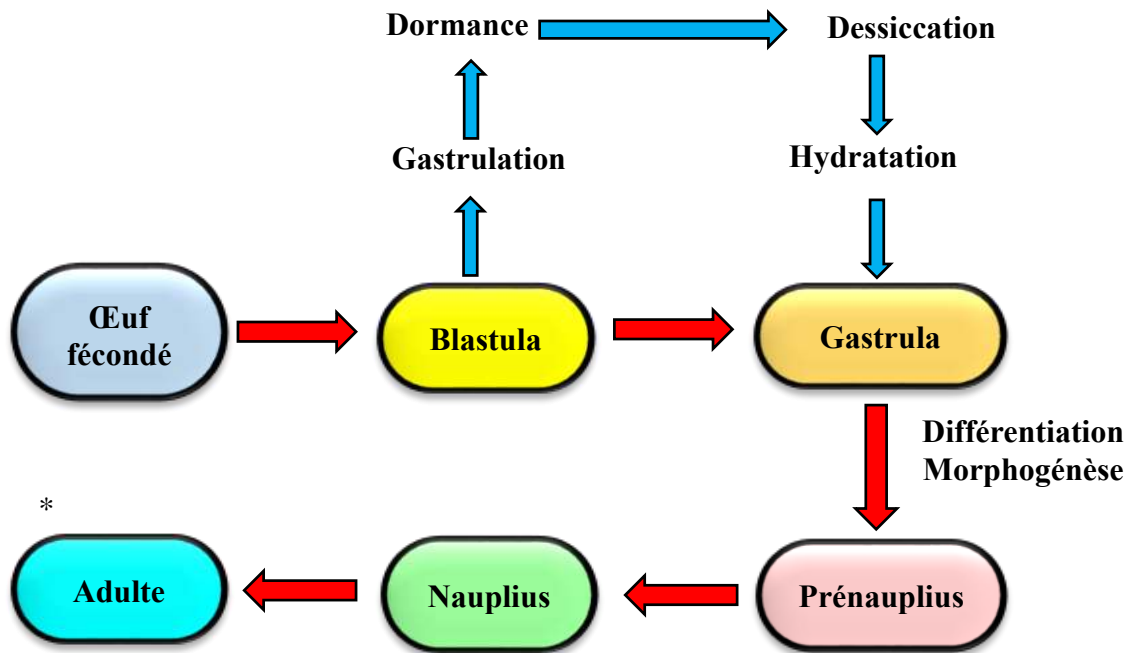 Dormance
Dessiccation
Gastrulation
Hydratation
Œuf
fécondé
Blastula
Gastrula
Différentiation
Morphogénèse
*
Adulte
Nauplius
Prénauplius